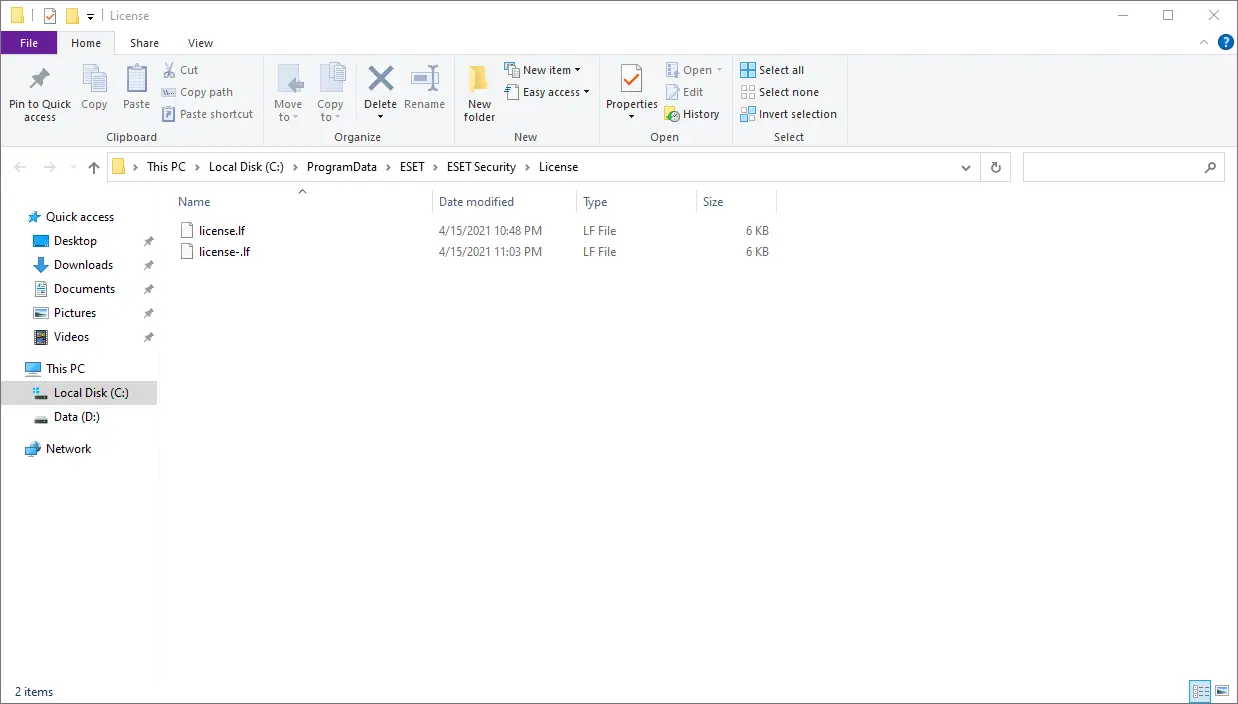 License
File Home Share View
Pin to Quick access
Copy
Paste
Cut
Copy path
Paste shortcut
Clipboard
Move to
Copy to
Delete
Rename
Organize
New folder
New item
Easy access
New
Properties
Open
Edit
History
Open
Select all
Select none
Invert selection
Select
This PC > Local Disk (C:) > ProgramData > ESET > ESET Security > License
Name Date modified Type Size
license.lf 4/15/2021 10:48 PM LF File 6 KB
license-.lf 4/15/2021 11:03 PM LF File 6 KB
Quick access
Desktop
Downloads
Documents
Pictures
Videos
This PC
Local Disk (C:)
Data (D:)
Network
2 items